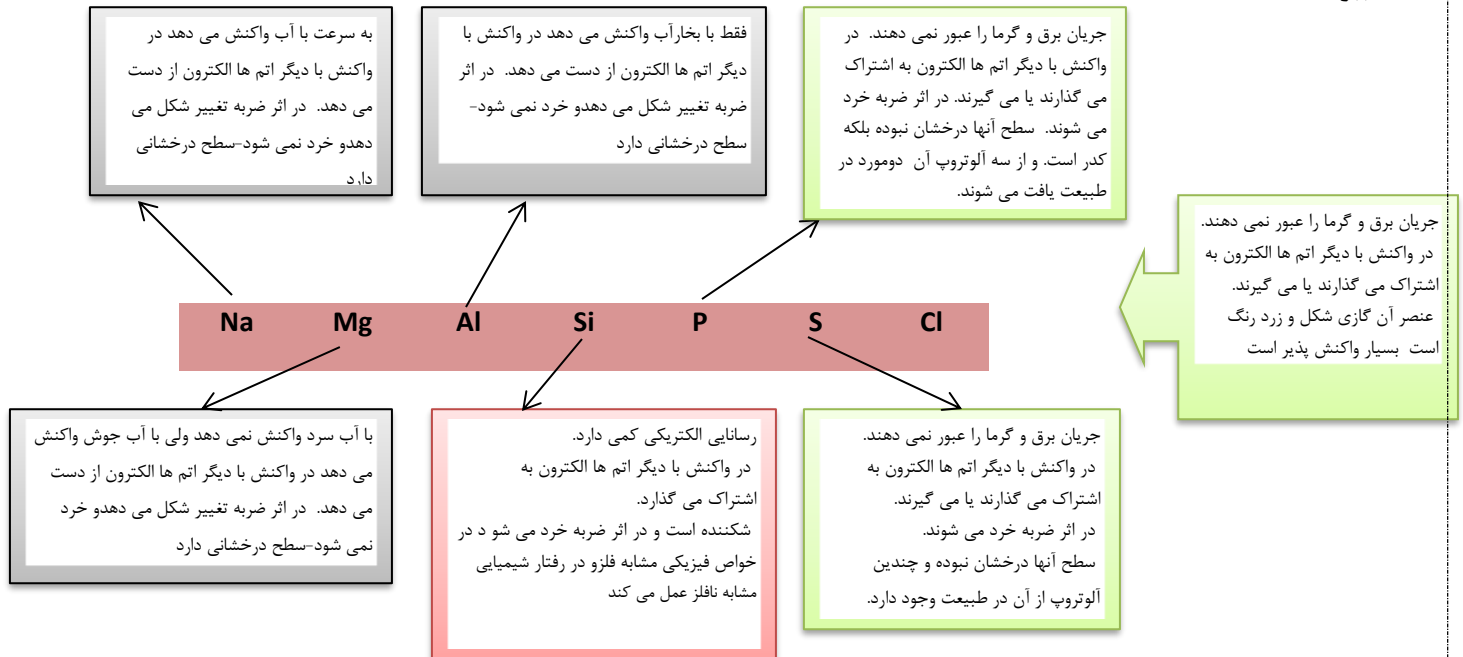 به سرعت با آب واکنش می دهد در
واکنش با دیگر اتم ها الکترون از دست
می دهد. در اثر ضربه تغییر شکل می
دهدو خرد نمی شود-سطح درخشانی
دارد
فقط با بخارآب واکنش می دهد در واکنش با
دیگر اتم ها الکترون از دست می دهد. در اثر
ضربه تغییر شکل می دهدو خرد نمی شود-
سطح درخشانی دارد
جریان برق و گرما را عبور نمی دهند. در
واکنش با دیگر اتم ها الکترون به اشتراک
می گذارند یا می گیرند. در اثر ضربه خرد
می شوند. سطح آنها درخشان نبوده بلکه
کدر است. و از سه آلوتروپ آن دومورد در
طبیعت یافت می شوند.
جریان برق و گرما را عبور نمی دهند.
در واکنش با دیگر اتم ها الکترون به
اشتراک می گذارند یا می گیرند.
عنصر آن گازی شکل و زرد رنگ
است بسیار واکنش پذیر است
Na Mg Al Si P S Cl
با آب سرد واکنش نمی دهد ولی با آب جوش واکنش
می دهد در واکنش با دیگر اتم ها الکترون از دست
می دهد. در اثر ضربه تغییر شکل می دهدو خرد
نمی شود-سطح درخشانی دارد
رسانایی الکتریکی کمی دارد.
در واکنش با دیگر اتم ها الکترون به
اشتراک می گذارد.
شکننده است و در اثر ضربه خرد می شو د در
خواص فیزیکی مشابه فلزو در رفتار شیمیایی
مشابه نافلز عمل می کند
جریان برق و گرما را عبور نمی دهند.
در واکنش با دیگر اتم ها الکترون به
اشتراک می گذارند یا می گیرند.
در اثر ضربه خرد می شوند.
سطح آنها درخشان نبوده و چندین
آلوتروپ از آن در طبیعت وجود دارد.